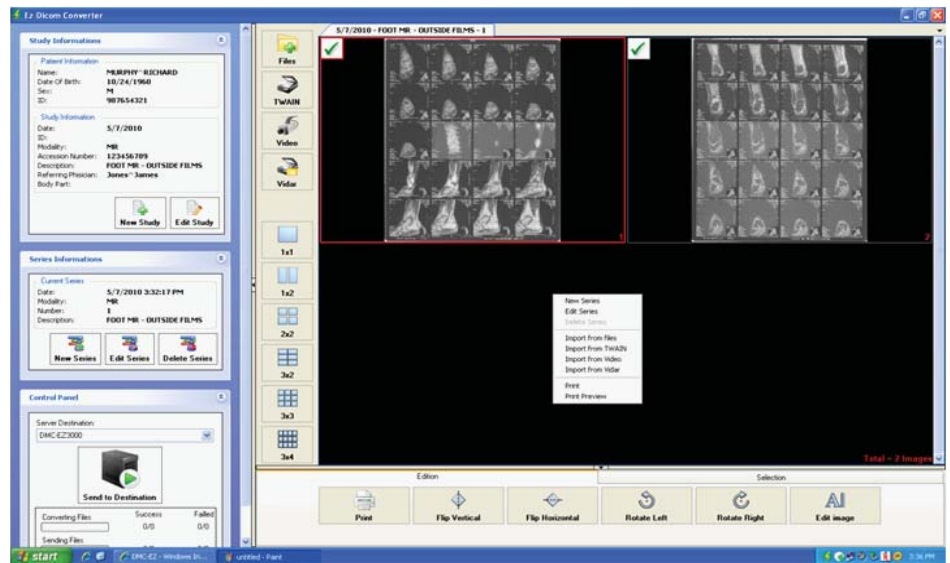 Ez Dicom Converter
Study Informations
Patient Information
Name: MURPHY^RICHARD
Date Of Birth: 10/24/1960
Sex: M
ID: 987654321
Study Information
Date: 5/7/2010
ID:
Modality: MR
Accession Number: 123456789
Description: FOOT MR - OUTSIDE FILMS
Referring Phisician: Jones^James
Body Part:
New Study Edit Study
Series Informations
Current Series
Date: 5/7/2010 3:32:17 PM
Modality: MR
Number: 1
Description: FOOT MR - OUTSIDE FILMS
New Series Edit Series Delete Series
Control Panel
Server Destination
DMC-EZ3000
Send to Destination
Success Failed
Converting Files 0/0 0/0
Sending Files
Files
TWAIN
Video
Vidar
1x1
1x2
2x2
3x2
3x3
3x4
5/7/2010 - FOOT MR - OUTSIDE FILMS - 1
1
2
New Series
Edit Series
Delete Series
Import from files
Import from TWAIN
Import from Video
Import from Vidar
Print
Print Preview
Total = 2 Images
Edition Selection
Print Flip Vertical Flip Horizontal Rotate Left Rotate Right Edit image
start DMC-EZ - Windows In... untitled - Paint 3:36 PM